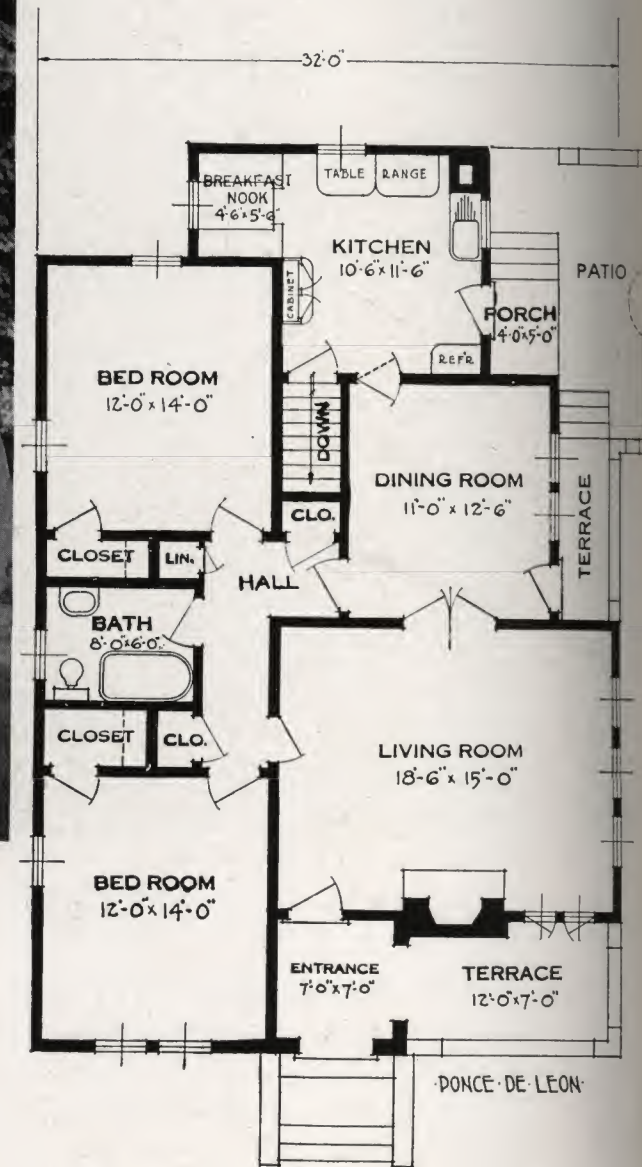 32'-0"
BREAKFAST
NOOK
4'-6"x5'-6"
TABLE
RANGE
KITCHEN
10'-6"x11'-6"
CABINET
REF'R
PATIO
PORCH
4'-0"x5'-0"
BED ROOM
12'-0"x14'-0"
DOWN
DINING ROOM
11'-0" x 12'-6"
TERRACE
CLO.
CLOSET
LIN.
HALL
BATH
8'-0"x6'-0"
CLOSET
CLO.
LIVING ROOM
18'-6" x 15'-0"
BED ROOM
12'-0"x14'-0"
ENTRANCE
7'-0"x7'-0"
TERRACE
12'-0"x7'-0"
·PONCE·DE·LEON·